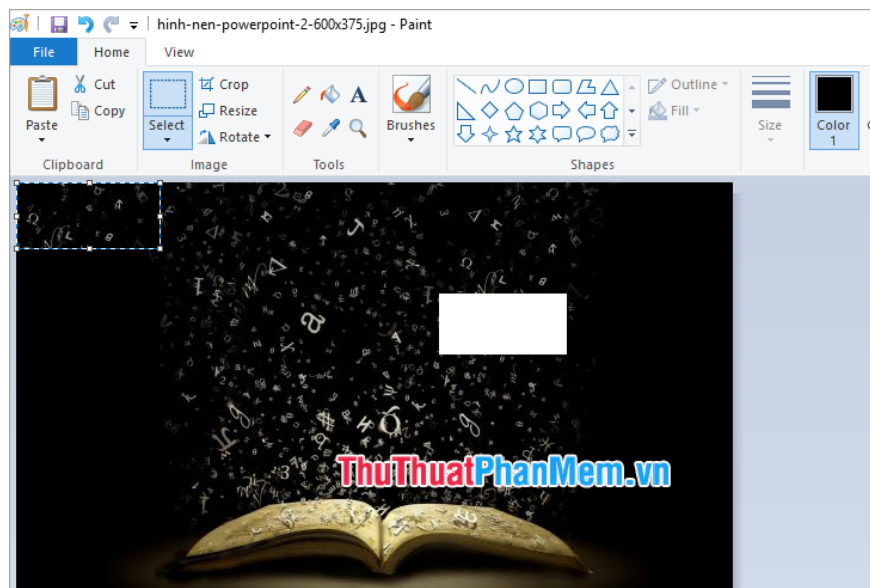 hinh-nen-powerpoint-2-600x375.jpg - Paint
File Home View
Paste
Cut
Copy
Clipboard
Select
Crop
Resize
Rotate
Image
A
Tools
Brushes
Outline
Fill
Shapes
Size
Color
1
ThuThuatPhanMem.vn